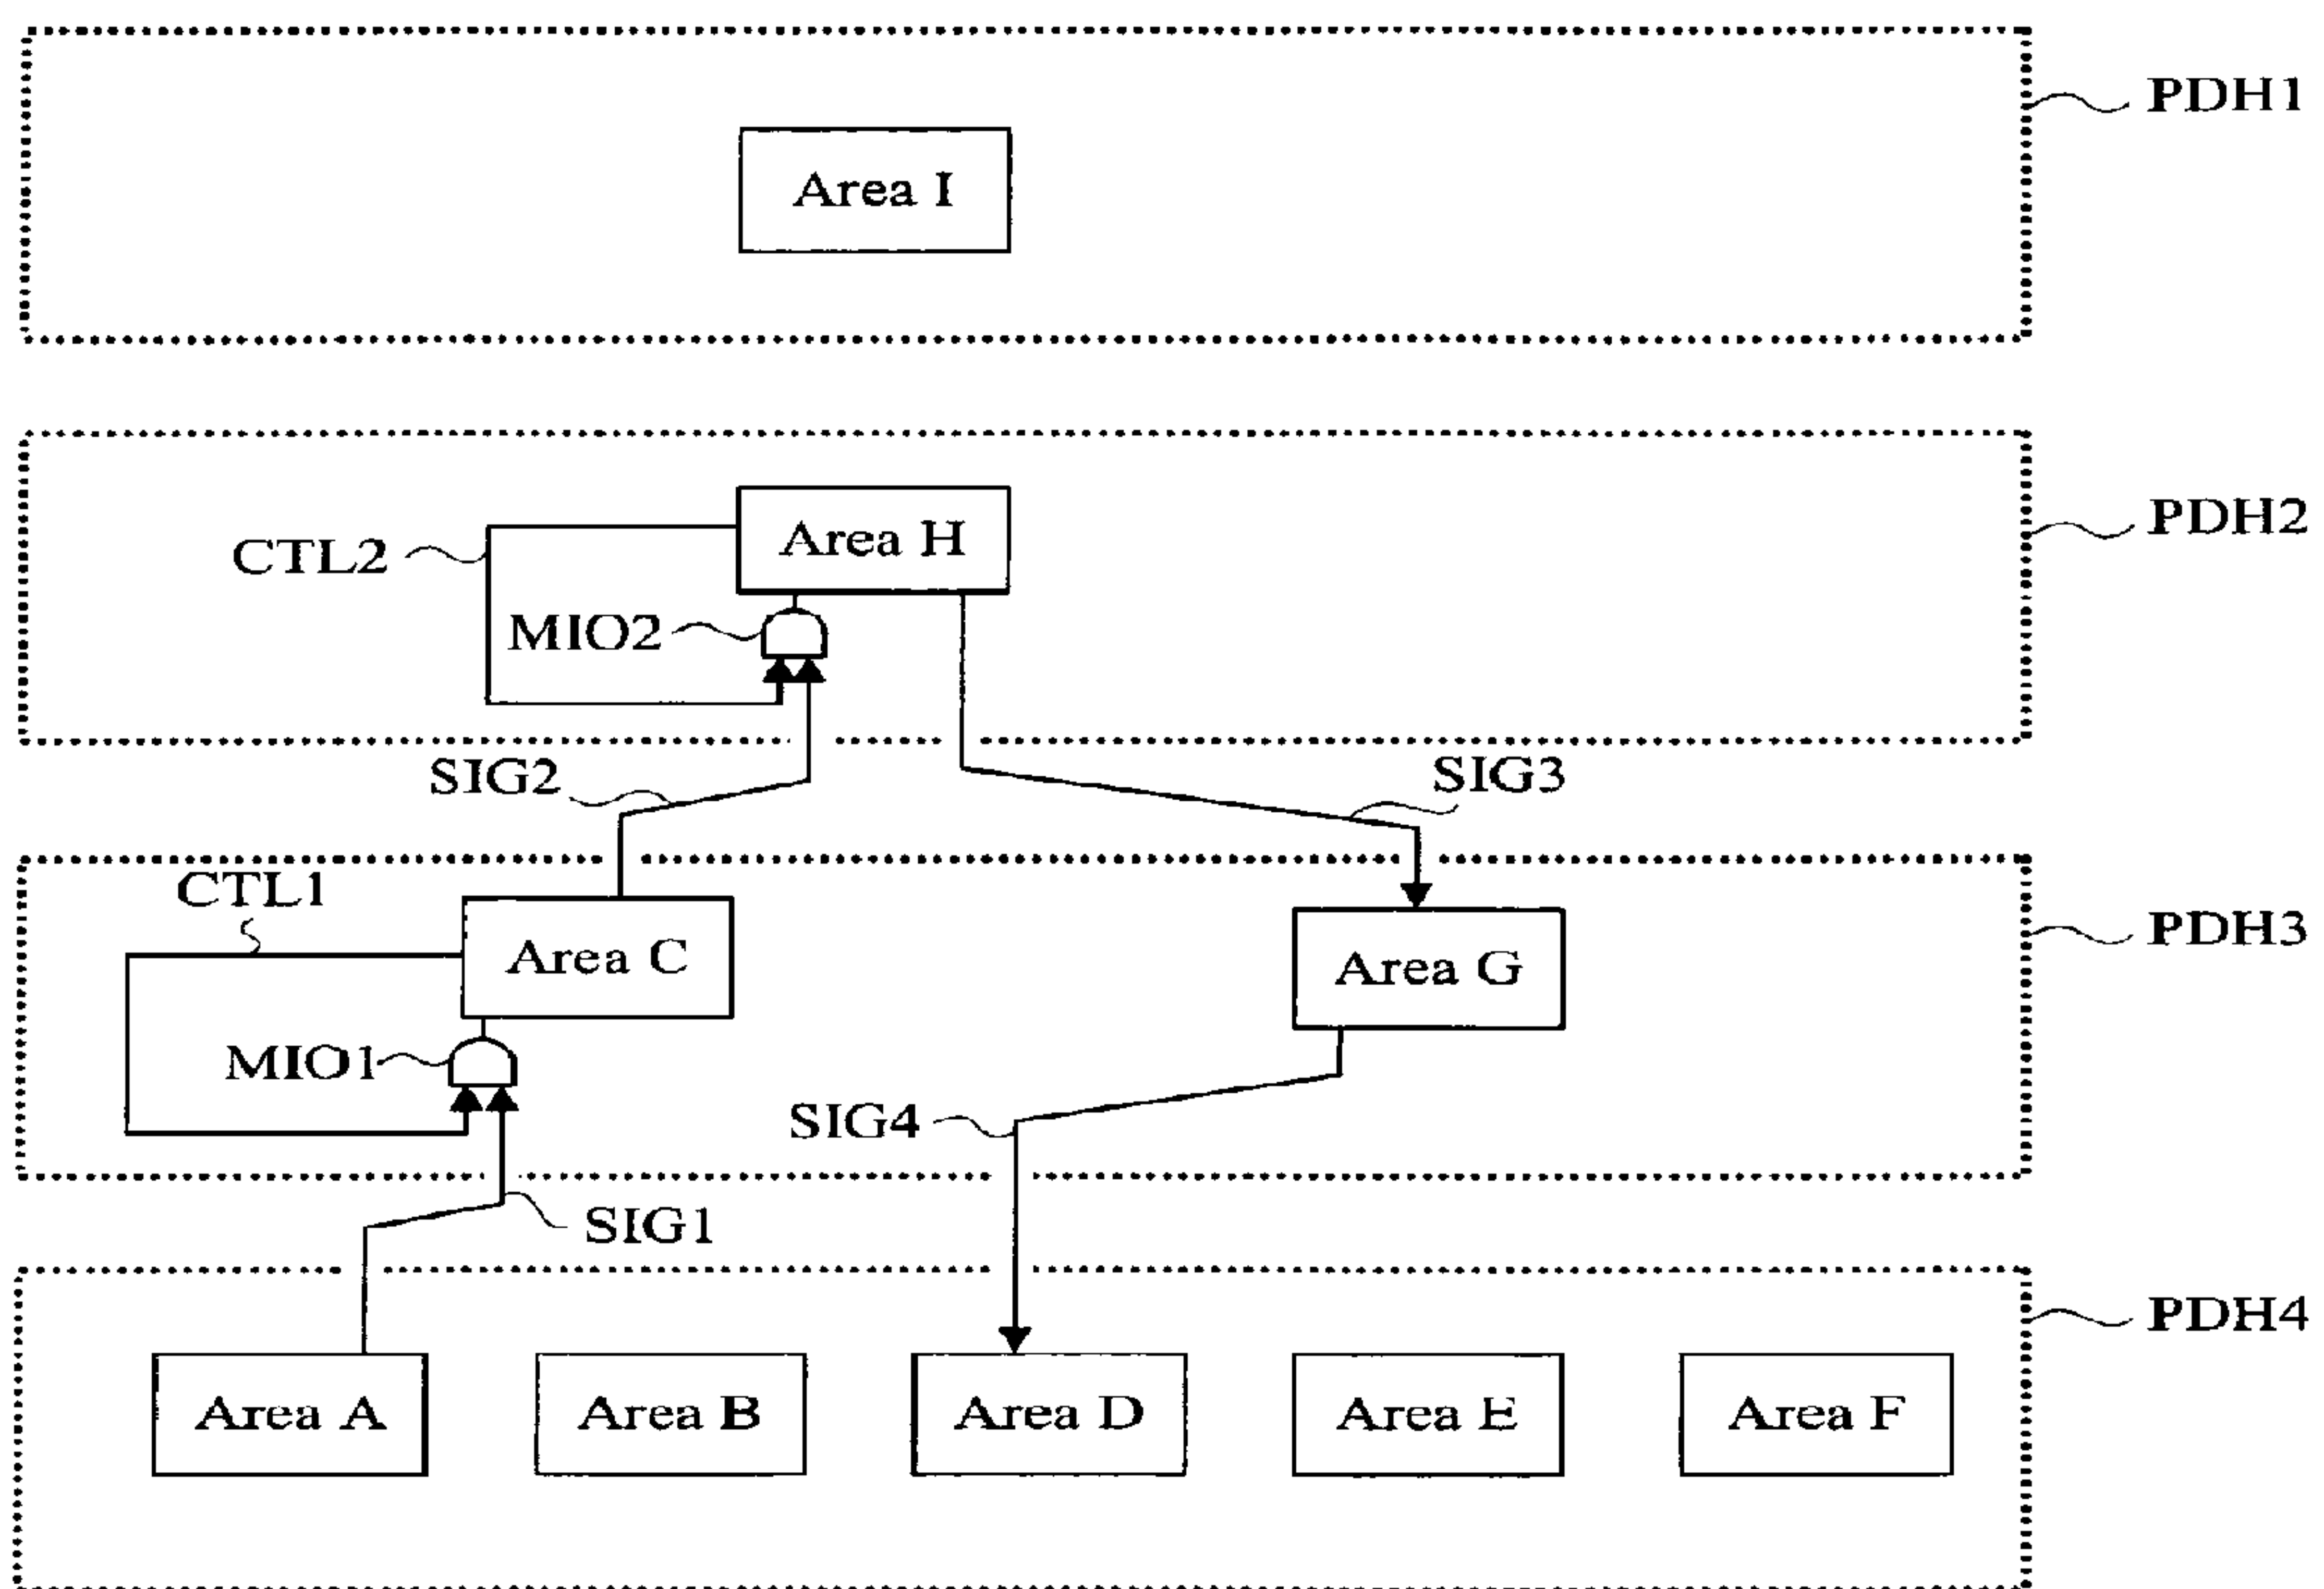 PDH1
Area I
PDH2
Area H
CTL2
MIO2
SIG2
SIG3
CTL1
PDH3
Area C
Area G
MIO1
SIG4
SIG1
PDH4
Area A
Area B
Area D
Area E
Area F